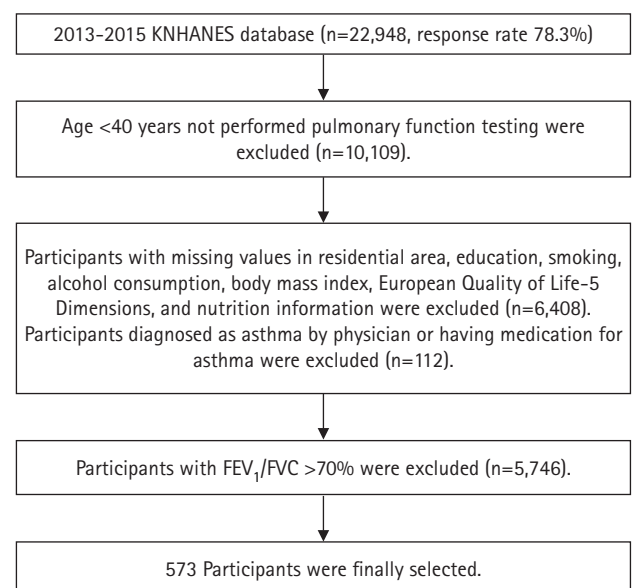 2013-2015 KNHANES database (n=22,948, response rate 78.3%)
Age <40 years not performed pulmonary function testing were
excluded (n=10,109).
Participants with missing values in residential area, education, smoking,
alcohol consumption, body mass index, European Quality of Life-5
Dimensions, and nutrition information were excluded (n=6,408).
Participants diagnosed as asthma by physician or having medication for
asthma were excluded (n=112).
Participants with FEV₁/FVC >70% were excluded (n=5,746).
573 Participants were finally selected.